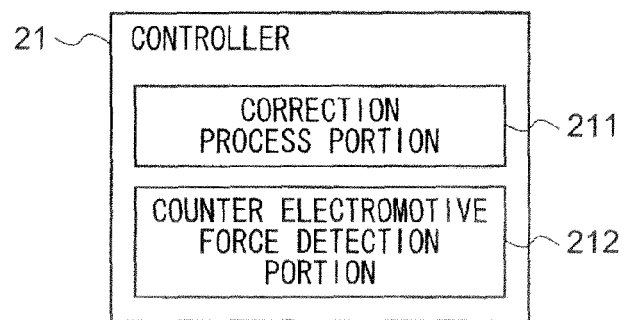 21
CONTROLLER
CORRECTION
PROCESS PORTION
211
COUNTER ELECTROMOTIVE
FORCE DETECTION
PORTION
212